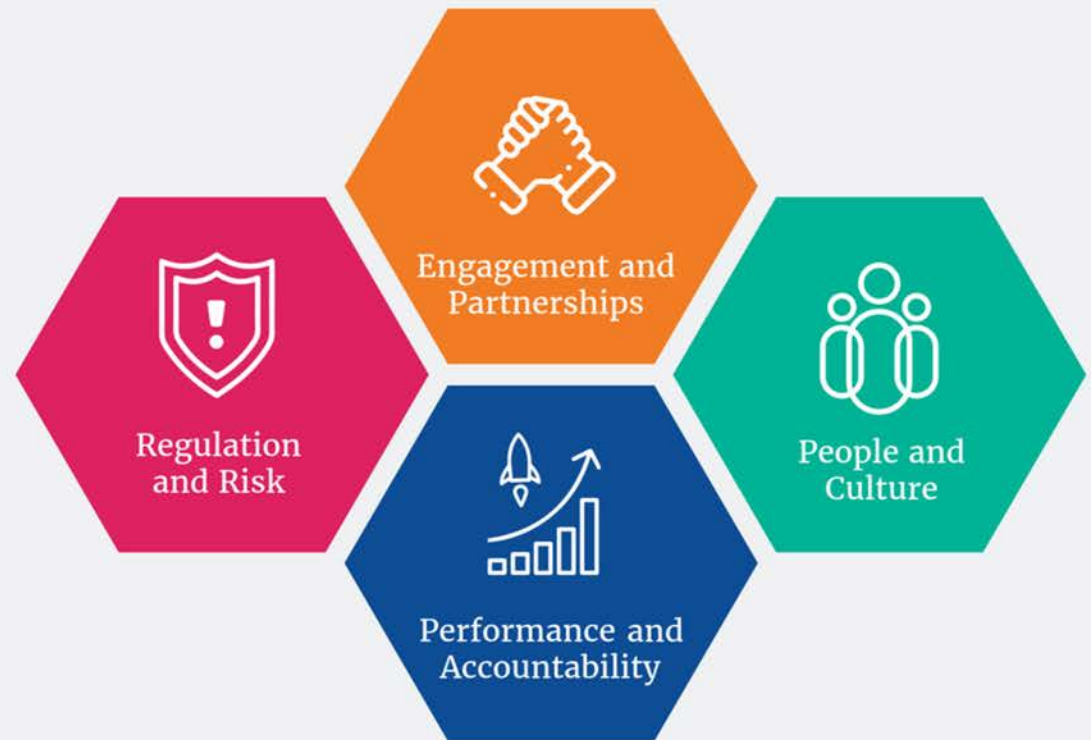 Engagement and
Partnerships
Regulation
and Risk
People and
Culture
Performance and
Accountability